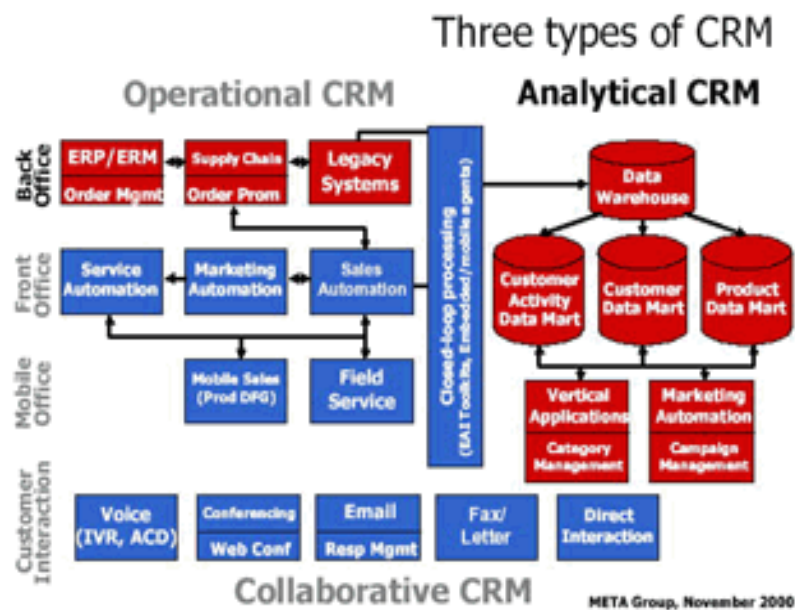 Three types of CRM
Operational CRM
Analytical CRM
Back
Office
ERP/ERM
Order Mgmt
Supply Chain
Order Prom
Legacy
Systems
Data
Warehouse
Front
Office
Service
Automation
Marketing
Automation
Sales
Automation
Closed-loop processing
(EAI Toolkits, Embedded/mobile agents)
Customer
Activity
Data Mart
Customer
Data Mart
Product
Data Mart
Mobile
Office
Mobile Sales
(Prod DFG)
Field
Service
Vertical
Applications
Category
Management
Marketing
Automation
Campaign
Management
Customer
Interaction
Voice
(IVR, ACD)
Conferencing
Web Conf
Email
Resp Mgmt
Fax/
Letter
Direct
Interaction
Collaborative CRM
META Group, November 2000